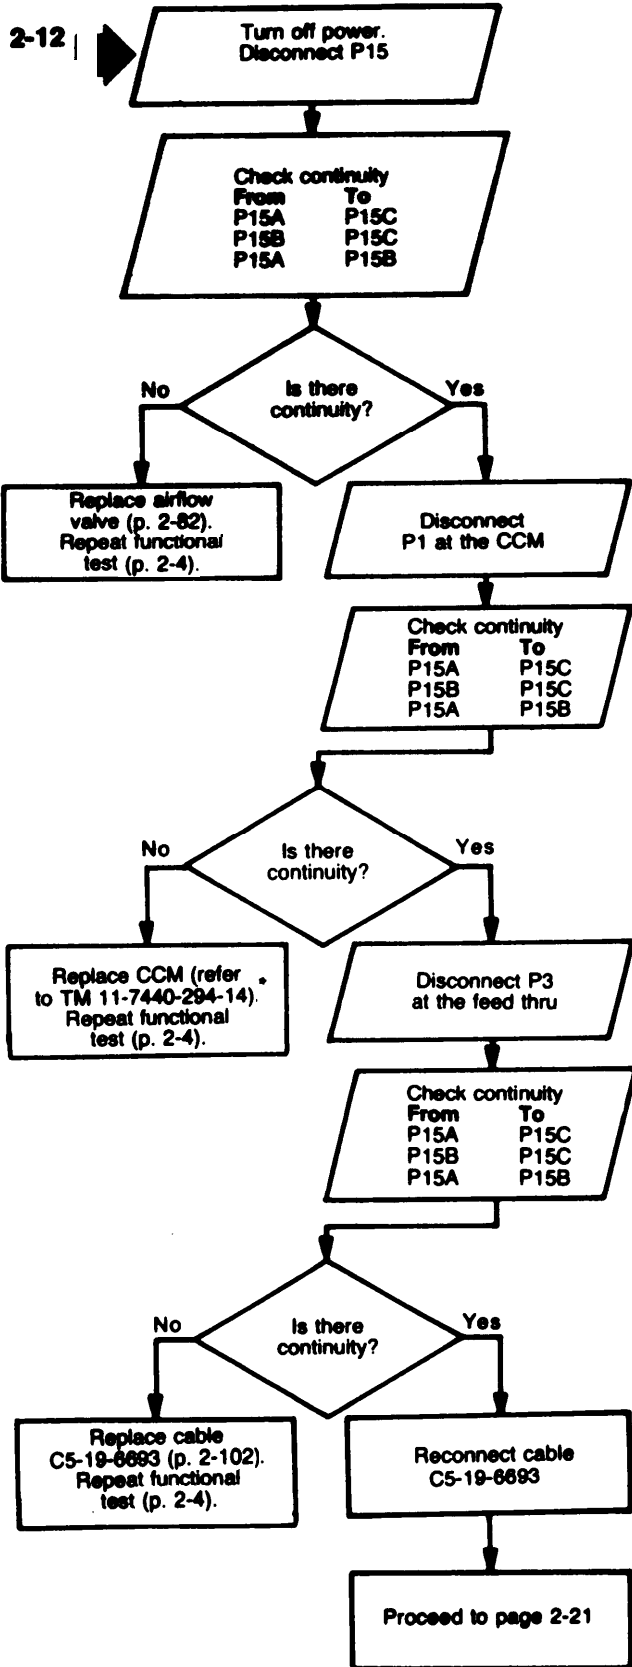 2-12
Turn off power.
Disconnect P15
Check continuity
From To
P15A P15C
P15B P15C
P15A P15B
Is there
continuity?
No
Yes
Replace airflow
valve (p. 2-82).
Repeat functional
test (p. 2-4).
Disconnect
P1 at the CCM
Check continuity
From To
P15A P15C
P15B P15C
P15A P15B
Is there
continuity?
No
Yes
Replace CCM (refer
to TM 11-7440-294-14).*
Repeat functional
test (p. 2-4).
Disconnect P3
at the feed thru
Check continuity
From To
P15A P15C
P15B P15C
P15A P15B
Is there
continuity?
No
Yes
Replace cable
C5-19-6693 (p. 2-102).
Repeat functional
test (p. 2-4).
Reconnect cable
C5-19-6693
Proceed to page 2-21